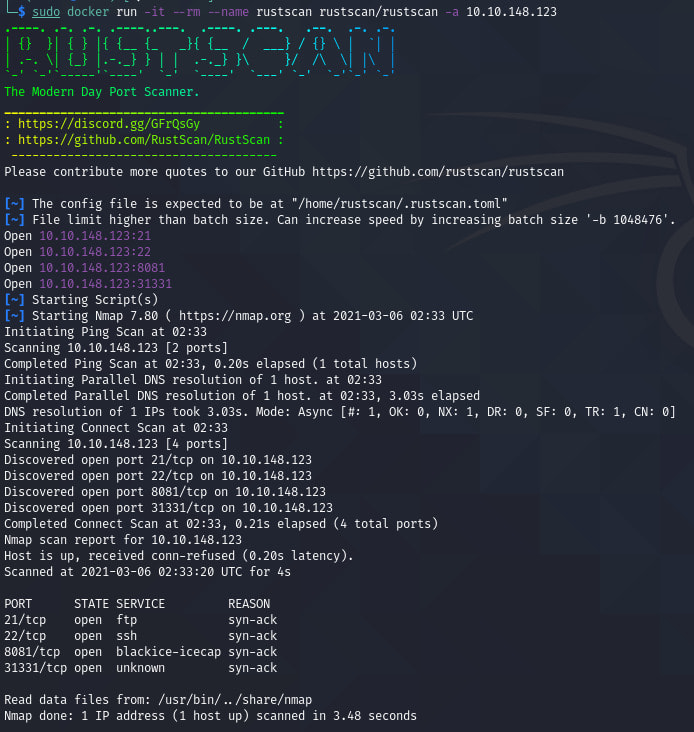 └─$ sudo docker run -it --rm --name rustscan rustscan/rustscan -a 10.10.148.123
.----. .-. .-. .----..---.  .----. .---.   .--.  .-. .-.
| {}  }| { } |{ {__ {_   _}{ {__  /  ___} / {} \ |  `| |
| .-. \| {_} |.-._} } | |  .-._} }\     }/  /\  \| |\  |
`-' `-'`-----'`----'  `-'  `----'  `---' `-'  `-'`-' `-'
The Modern Day Port Scanner.
________________________________________
: https://discord.gg/GFrQsGy           :
: https://github.com/RustScan/RustScan :
 --------------------------------------
Please contribute more quotes to our GitHub https://github.com/rustscan/rustscan

[~] The config file is expected to be at "/home/rustscan/.rustscan.toml"
[~] File limit higher than batch size. Can increase speed by increasing batch size '-b 1048476'.
Open 10.10.148.123:21
Open 10.10.148.123:22
Open 10.10.148.123:8081
Open 10.10.148.123:31331
[~] Starting Script(s)
[~] Starting Nmap 7.80 ( https://nmap.org ) at 2021-03-06 02:33 UTC
Initiating Ping Scan at 02:33
Scanning 10.10.148.123 [2 ports]
Completed Ping Scan at 02:33, 0.20s elapsed (1 total hosts)
Initiating Parallel DNS resolution of 1 host. at 02:33
Completed Parallel DNS resolution of 1 host. at 02:33, 3.03s elapsed
DNS resolution of 1 IPs took 3.03s. Mode: Async [#: 1, OK: 0, NX: 1, DR: 0, SF: 0, TR: 1, CN: 0]
Initiating Connect Scan at 02:33
Scanning 10.10.148.123 [4 ports]
Discovered open port 21/tcp on 10.10.148.123
Discovered open port 22/tcp on 10.10.148.123
Discovered open port 8081/tcp on 10.10.148.123
Discovered open port 31331/tcp on 10.10.148.123
Completed Connect Scan at 02:33, 0.21s elapsed (4 total ports)
Nmap scan report for 10.10.148.123
Host is up, received conn-refused (0.20s latency).
Scanned at 2021-03-06 02:33:20 UTC for 4s

PORT      STATE SERVICE         REASON
21/tcp    open  ftp             syn-ack
22/tcp    open  ssh             syn-ack
8081/tcp  open  blackice-icecap syn-ack
31331/tcp open  unknown         syn-ack

Read data files from: /usr/bin/../share/nmap
Nmap done: 1 IP address (1 host up) scanned in 3.48 seconds